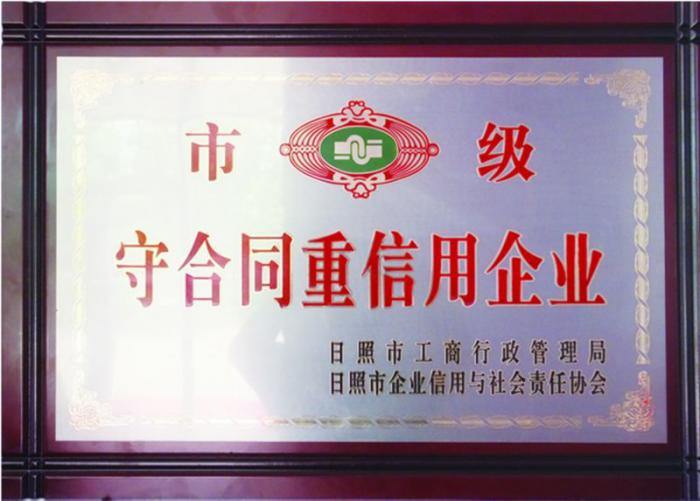 市 级
守合同重信用企业
日照市工商行政管理局
日照市企业信用与社会责任协会